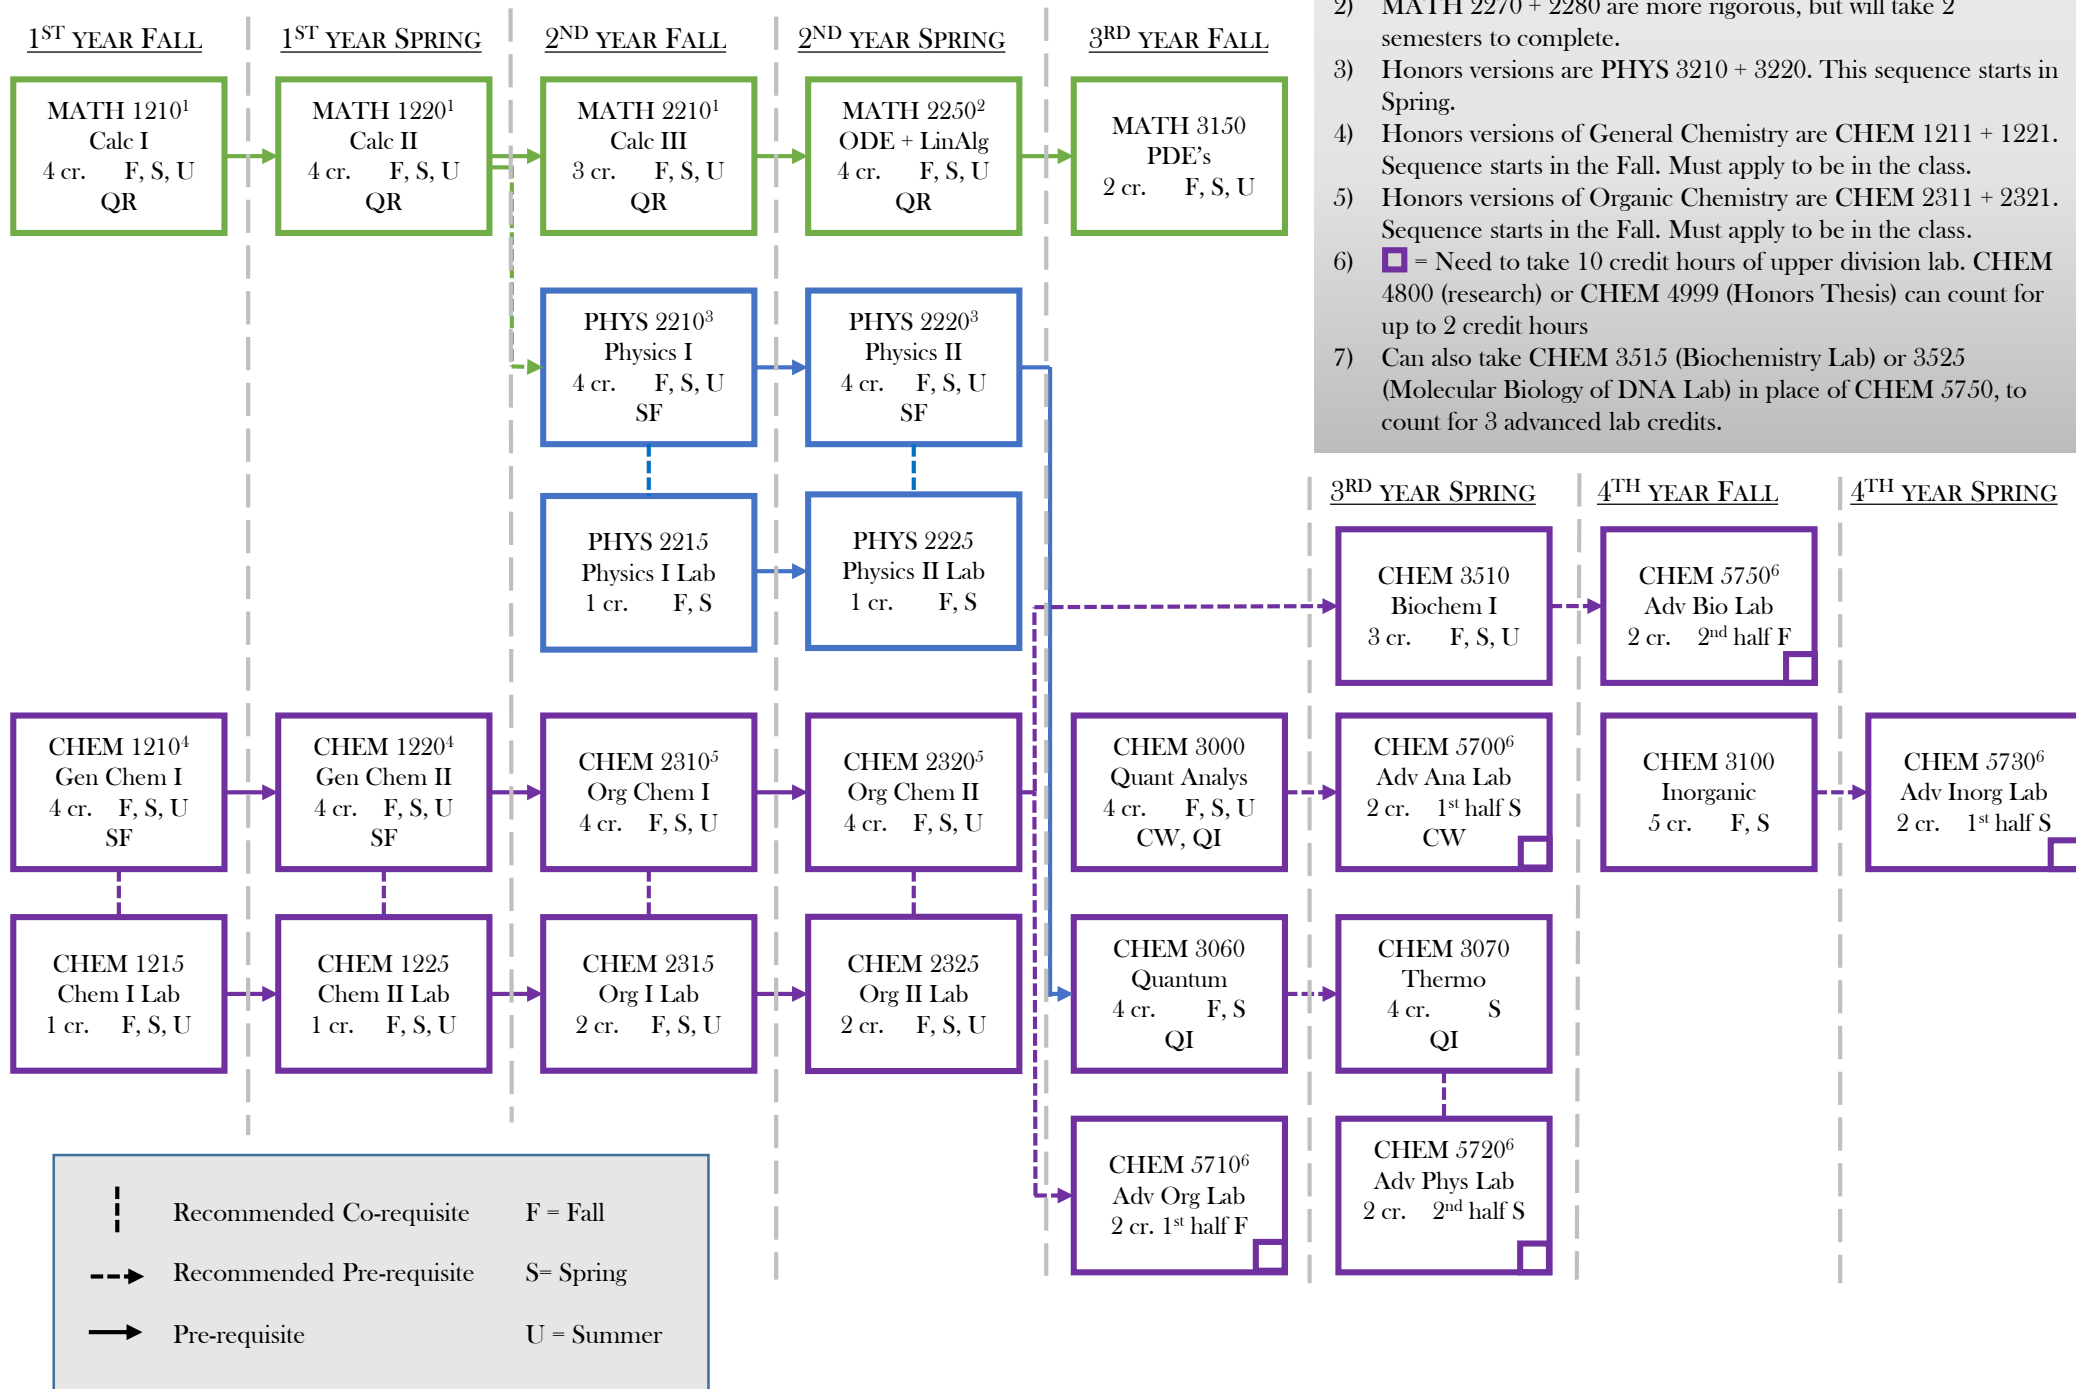 1ST YEAR FALL
1ST YEAR SPRING
2ND YEAR FALL
2ND YEAR SPRING
3RD YEAR FALL
2) MATH 2270 + 2280 are more rigorous, but will take 2
semesters to complete.
3) Honors versions are PHYS 3210 + 3220. This sequence starts in
Spring.
4) Honors versions of General Chemistry are CHEM 1211 + 1221.
Sequence starts in the Fall. Must apply to be in the class.
5) Honors versions of Organic Chemistry are CHEM 2311 + 2321.
Sequence starts in the Fall. Must apply to be in the class.
6) = Need to take 10 credit hours of upper division lab. CHEM
4800 (research) or CHEM 4999 (Honors Thesis) can count for
up to 2 credit hours
7) Can also take CHEM 3515 (Biochemistry Lab) or 3525
(Molecular Biology of DNA Lab) in place of CHEM 5750, to
count for 3 advanced lab credits.
MATH 1210¹
Calc I
4 cr. F, S, U
QR
MATH 1220¹
Calc II
4 cr. F, S, U
QR
MATH 2210¹
Calc III
3 cr. F, S, U
QR
MATH 2250²
ODE + LinAlg
4 cr. F, S, U
QR
MATH 3150
PDE's
2 cr. F, S, U
PHYS 2210³
Physics I
4 cr. F, S, U
SF
PHYS 2220³
Physics II
4 cr. F, S, U
SF
PHYS 2215
Physics I Lab
1 cr. F, S
PHYS 2225
Physics II Lab
1 cr. F, S
3RD YEAR SPRING
4TH YEAR FALL
4TH YEAR SPRING
CHEM 3510
Biochem I
3 cr. F, S, U
CHEM 5750⁶
Adv Bio Lab
2 cr. 2nd half F
CHEM 1210⁴
Gen Chem I
4 cr. F, S, U
SF
CHEM 1220⁴
Gen Chem II
4 cr. F, S, U
SF
CHEM 2310⁵
Org Chem I
4 cr. F, S, U
CHEM 2320⁵
Org Chem II
4 cr. F, S, U
CHEM 3000
Quant Analys
4 cr. F, S, U
CW, QI
CHEM 5700⁶
Adv Ana Lab
2 cr. 1st half S
CW
CHEM 3100
Inorganic
5 cr. F, S
CHEM 5730⁶
Adv Inorg Lab
2 cr. 1st half S
CHEM 1215
Chem I Lab
1 cr. F, S, U
CHEM 1225
Chem II Lab
1 cr. F, S, U
CHEM 2315
Org I Lab
2 cr. F, S, U
CHEM 2325
Org II Lab
2 cr. F, S, U
CHEM 3060
Quantum
4 cr. F, S
QI
CHEM 3070
Thermo
4 cr. S
QI
CHEM 5710⁶
Adv Org Lab
2 cr. 1st half F
CHEM 5720⁶
Adv Phys Lab
2 cr. 2nd half S
Recommended Co-requisite F = Fall
Recommended Pre-requisite S= Spring
Pre-requisite U = Summer